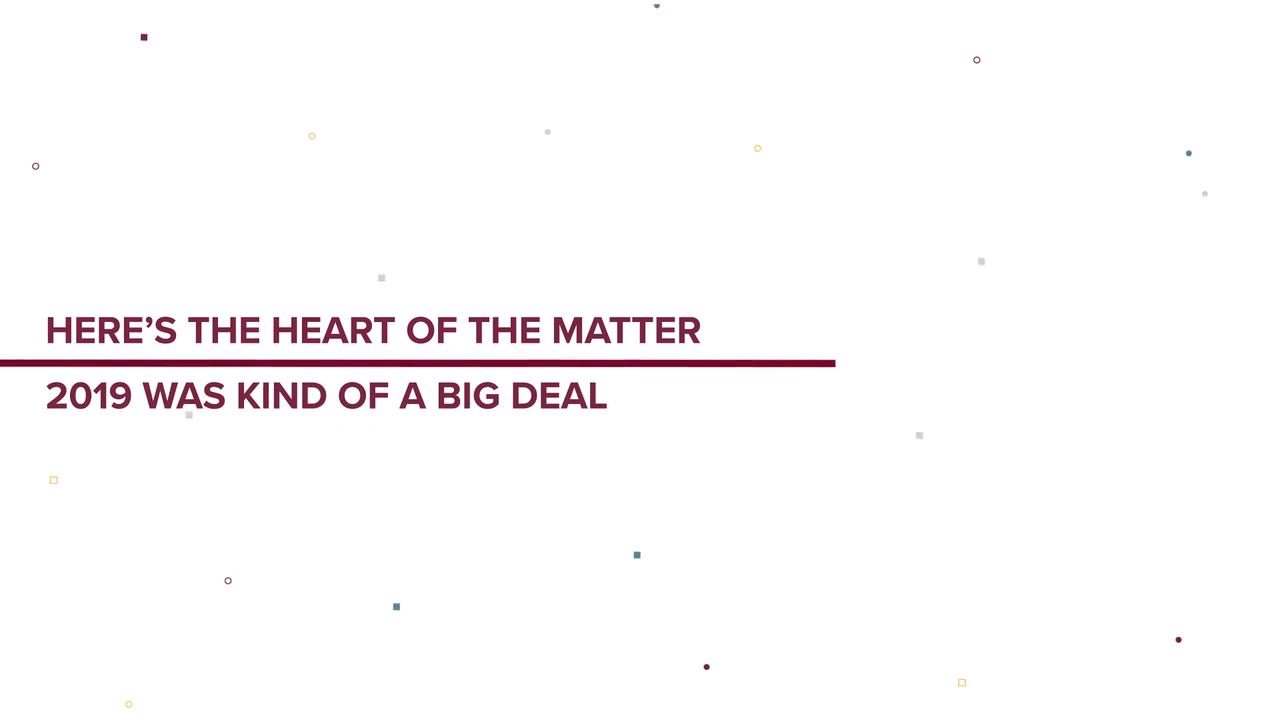 HERE’S THE HEART OF THE MATTER
2019 WAS KIND OF A BIG DEAL